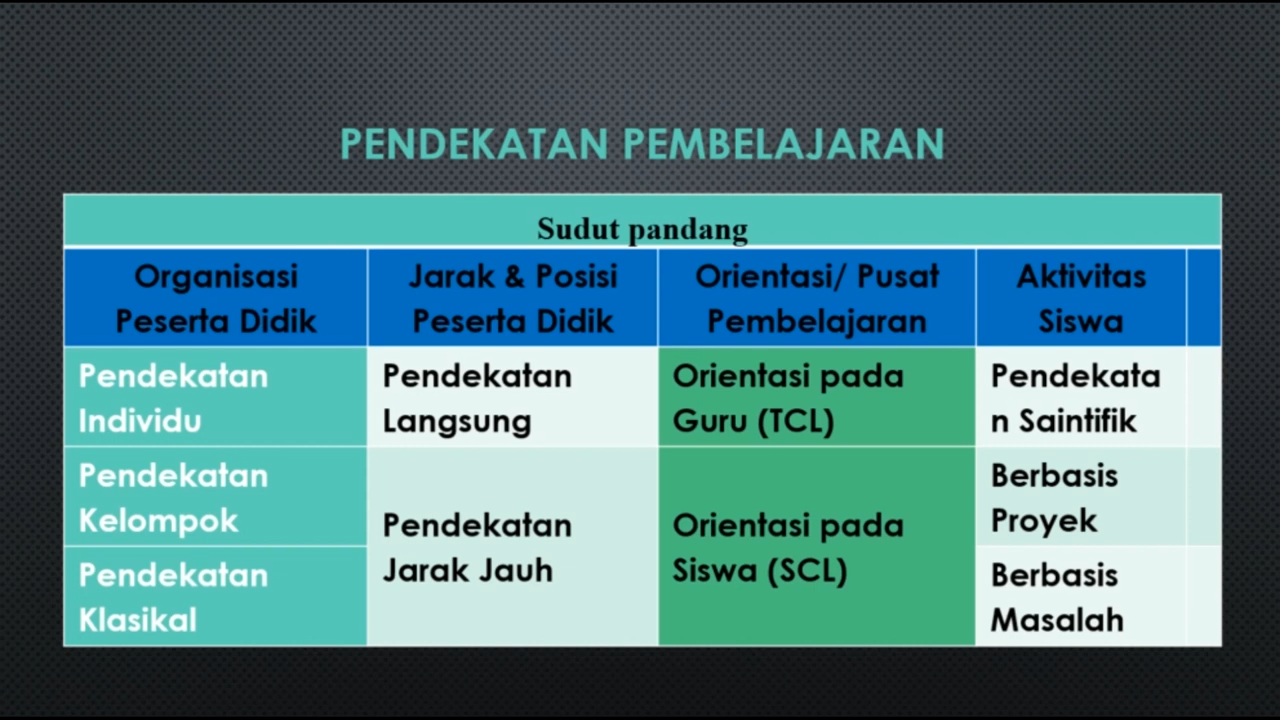 PENDEKATAN PEMBELAJARAN
Sudut pandang
Organisasi
Peserta Didik
Jarak & Posisi
Peserta Didik
Orientasi/ Pusat
Pembelajaran
Aktivitas
Siswa
Pendekatan
Individu
Pendekatan
Langsung
Orientasi pada
Guru (TCL)
Pendekata
n Saintifik
Pendekatan
Kelompok
Pendekatan
Jarak Jauh
Orientasi pada
Siswa (SCL)
Berbasis
Proyek
Pendekatan
Klasikal
Berbasis
Masalah